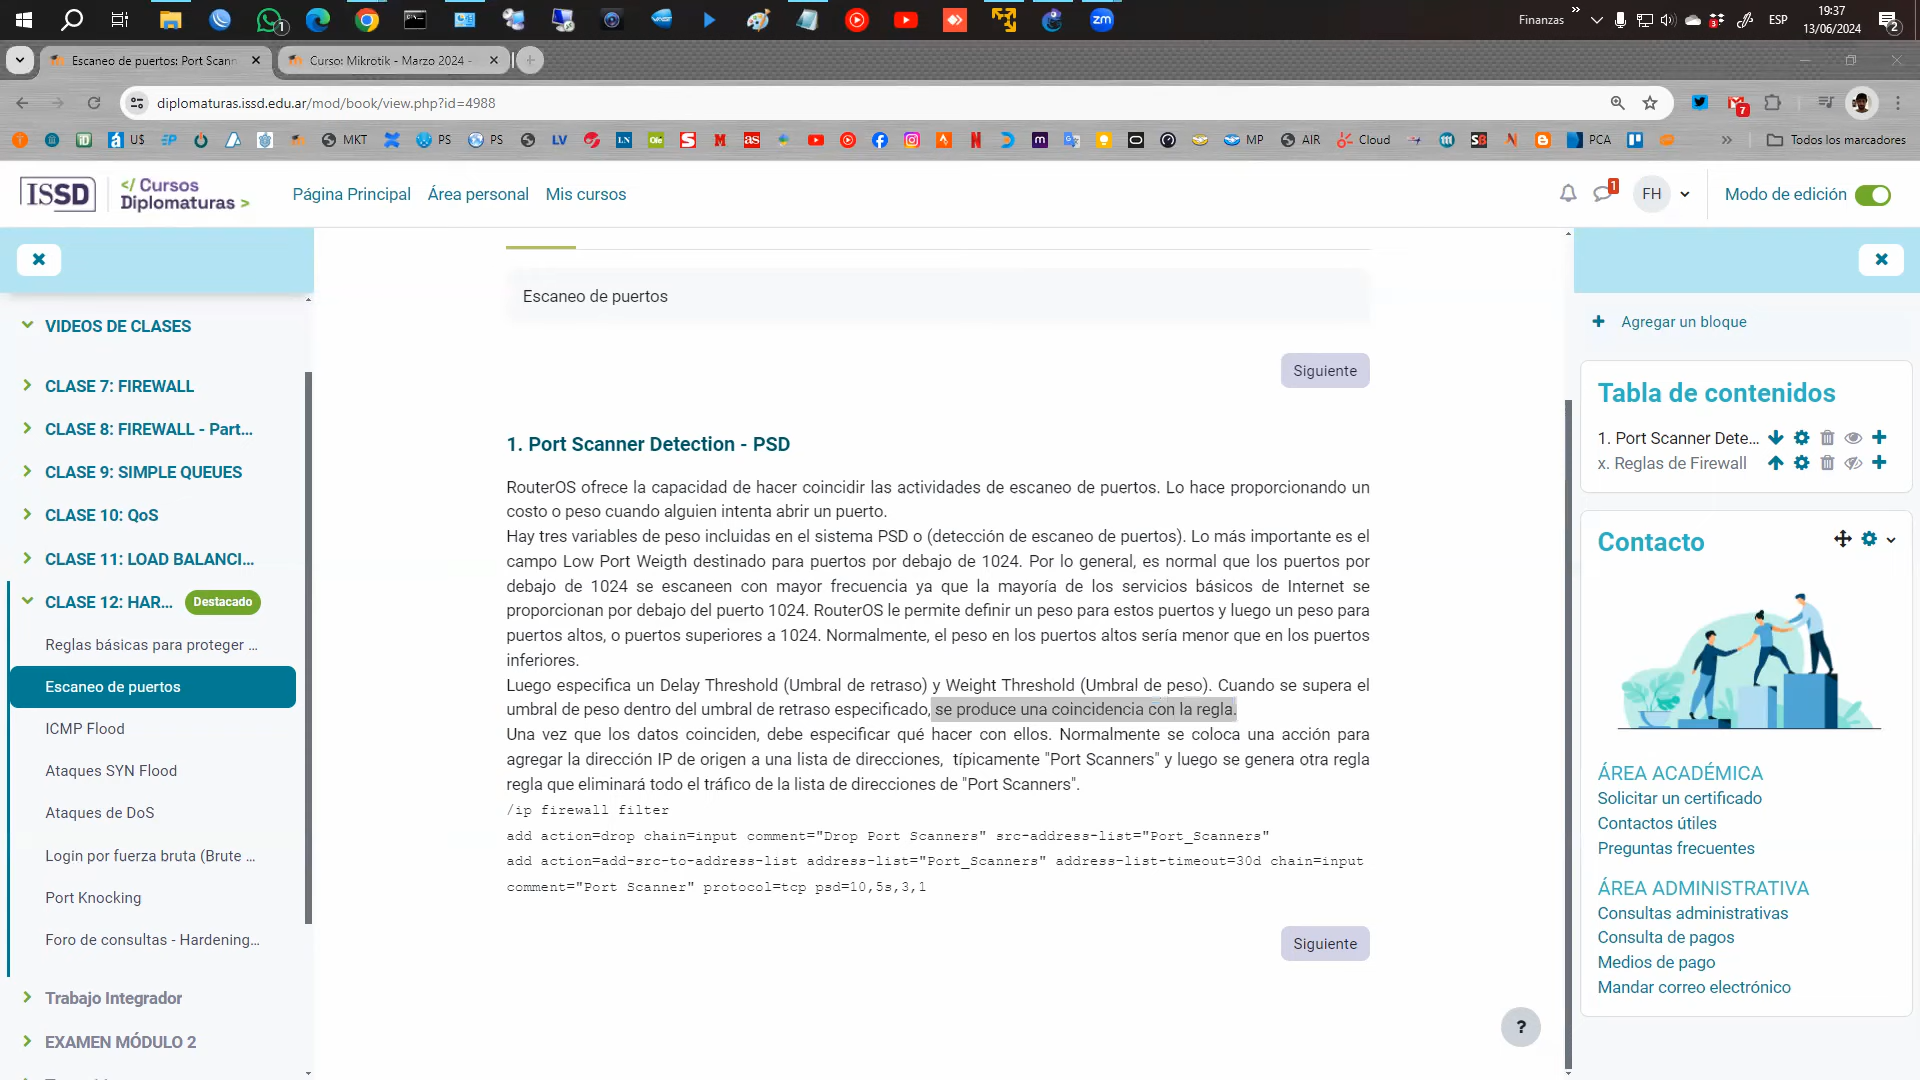 Finanzas
ESP
19:37
13/06/2024
2
1
zm
Escaneo de puertos: Port Scann
Curso: Mikrotik - Marzo 2024 -
diplomaturas.issd.edu.ar/mod/book/view.php?id=4988
7
U$
MKT
PS
PS
LV
LN
Olé
as
MP
AIR
Cloud
PCA
Todos los marcadores
ISSD
</ Cursos
Diplomaturas >
Página Principal
Área personal
Mis cursos
1
FH
Modo de edición
VIDEOS DE CLASES
CLASE 7: FIREWALL
CLASE 8: FIREWALL - Part...
CLASE 9: SIMPLE QUEUES
CLASE 10: QoS
CLASE 11: LOAD BALANCI...
CLASE 12: HAR...
Destacado
Reglas básicas para proteger ...
Escaneo de puertos
ICMP Flood
Ataques SYN Flood
Ataques de DoS
Login por fuerza bruta (Brute ...
Port Knocking
Foro de consultas - Hardening...
Trabajo Integrador
EXAMEN MÓDULO 2
Escaneo de puertos
Siguiente
1. Port Scanner Detection - PSD
RouterOS ofrece la capacidad de hacer coincidir las actividades de escaneo de puertos. Lo hace proporcionando un
costo o peso cuando alguien intenta abrir un puerto.
Hay tres variables de peso incluidas en el sistema PSD o (detección de escaneo de puertos). Lo más importante es el
campo Low Port Weigth destinado para puertos por debajo de 1024. Por lo general, es normal que los puertos por
debajo de 1024 se escaneen con mayor frecuencia ya que la mayoría de los servicios básicos de Internet se
proporcionan por debajo del puerto 1024. RouterOS le permite definir un peso para estos puertos y luego un peso para
puertos altos, o puertos superiores a 1024. Normalmente, el peso en los puertos altos sería menor que en los puertos
inferiores.
Luego especifica un Delay Threshold (Umbral de retraso) y Weight Threshold (Umbral de peso). Cuando se supera el
umbral de peso dentro del umbral de retraso especificado, se produce una coincidencia con la regla.
Una vez que los datos coinciden, debe especificar qué hacer con ellos. Normalmente se coloca una acción para
agregar la dirección IP de origen a una lista de direcciones, típicamente "Port Scanners" y luego se genera otra regla
regla que eliminará todo el tráfico de la lista de direcciones de "Port Scanners".
/ip firewall filter
add action=drop chain=input comment="Drop Port Scanners" src-address-list="Port_Scanners"
add action=add-src-to-address-list address-list="Port_Scanners" address-list-timeout=30d chain=input
comment="Port Scanner" protocol=tcp psd=10,5s,3,1
Siguiente
?
Agregar un bloque
Tabla de contenidos
1. Port Scanner Dete...
x. Reglas de Firewall
Contacto
ÁREA ACADÉMICA
Solicitar un certificado
Contactos útiles
Preguntas frecuentes
ÁREA ADMINISTRATIVA
Consultas administrativas
Consulta de pagos
Medios de pago
Mandar correo electrónico